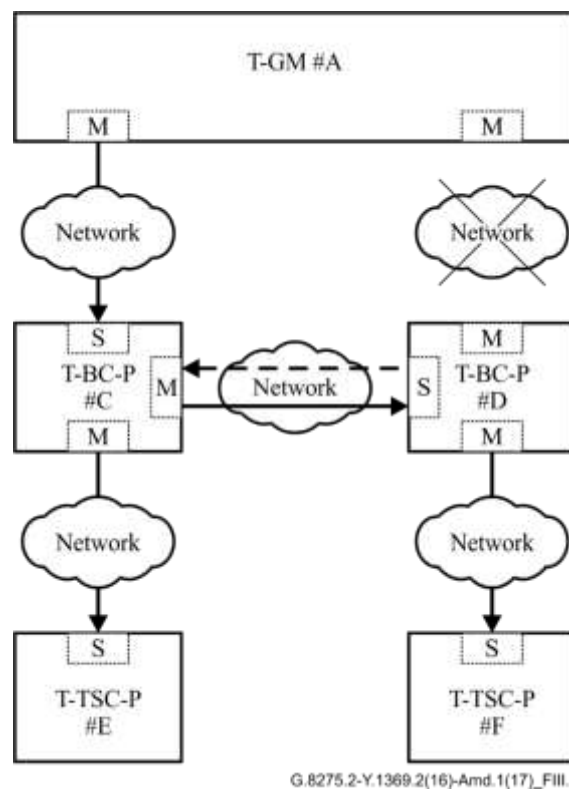 T-GM #A
M
M
Network
Network
S
M
T-BC-P
#C
M
Network
S
T-BC-P
#D
M
M
Network
Network
S
S
T-TSC-P
#E
T-TSC-P
#F
G.8275.2-Y.1369.2(16)-Amd.1(17)_FIII.